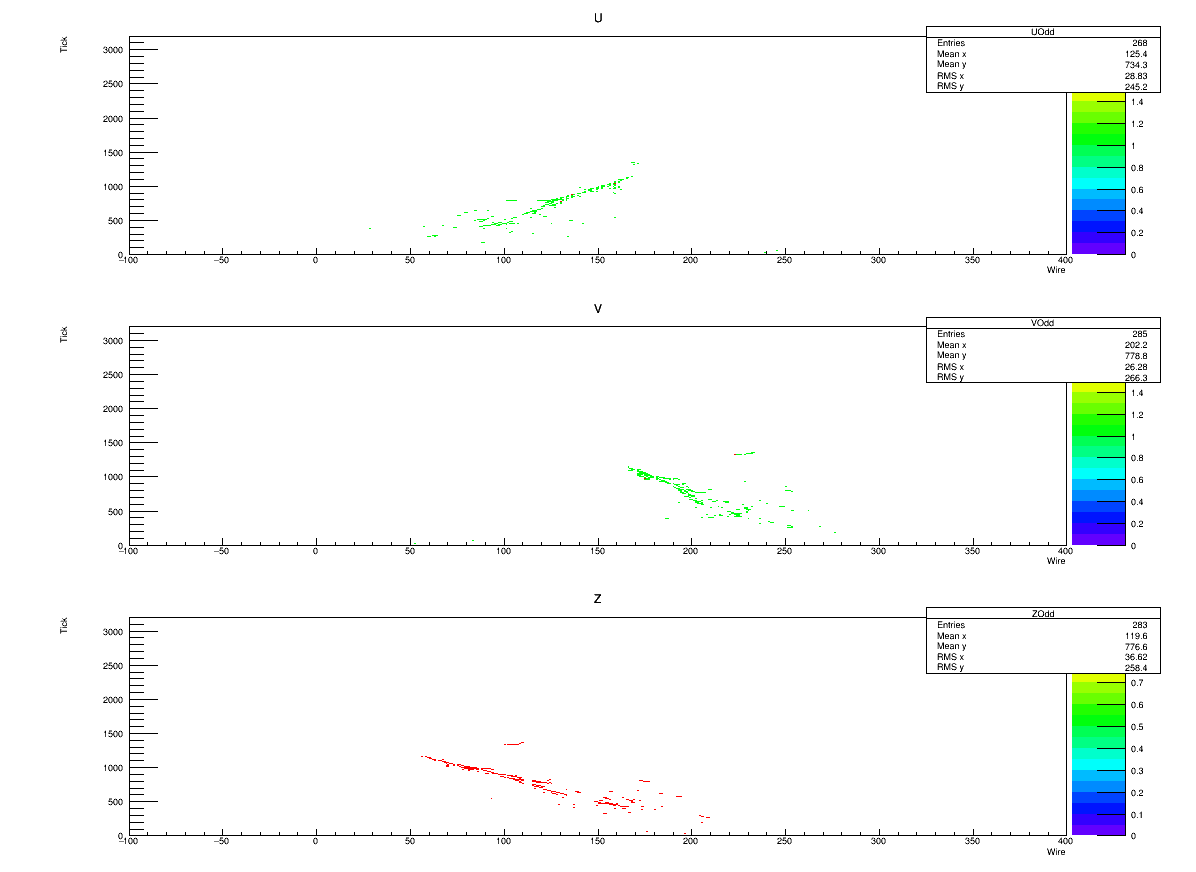 U
Tick
UOdd
Entries 268
Mean x 125.4
Mean y 734.3
RMS x 28.83
RMS y 245.2
3000
2500
2000
1500
1000
500
0
−100 −50 0 50 100 150 200 250 300 350 400
Wire
1.4
1.2
1
0.8
0.6
0.4
0.2
0
V
Tick
VOdd
Entries 285
Mean x 202.2
Mean y 778.8
RMS x 26.28
RMS y 266.3
3000
2500
2000
1500
1000
500
0
−100 −50 0 50 100 150 200 250 300 350 400
Wire
1.4
1.2
1
0.8
0.6
0.4
0.2
0
Z
Tick
ZOdd
Entries 283
Mean x 119.6
Mean y 776.6
RMS x 36.62
RMS y 258.4
3000
2500
2000
1500
1000
500
0
−100 −50 0 50 100 150 200 250 300 350 400
Wire
0.7
0.6
0.5
0.4
0.3
0.2
0.1
0